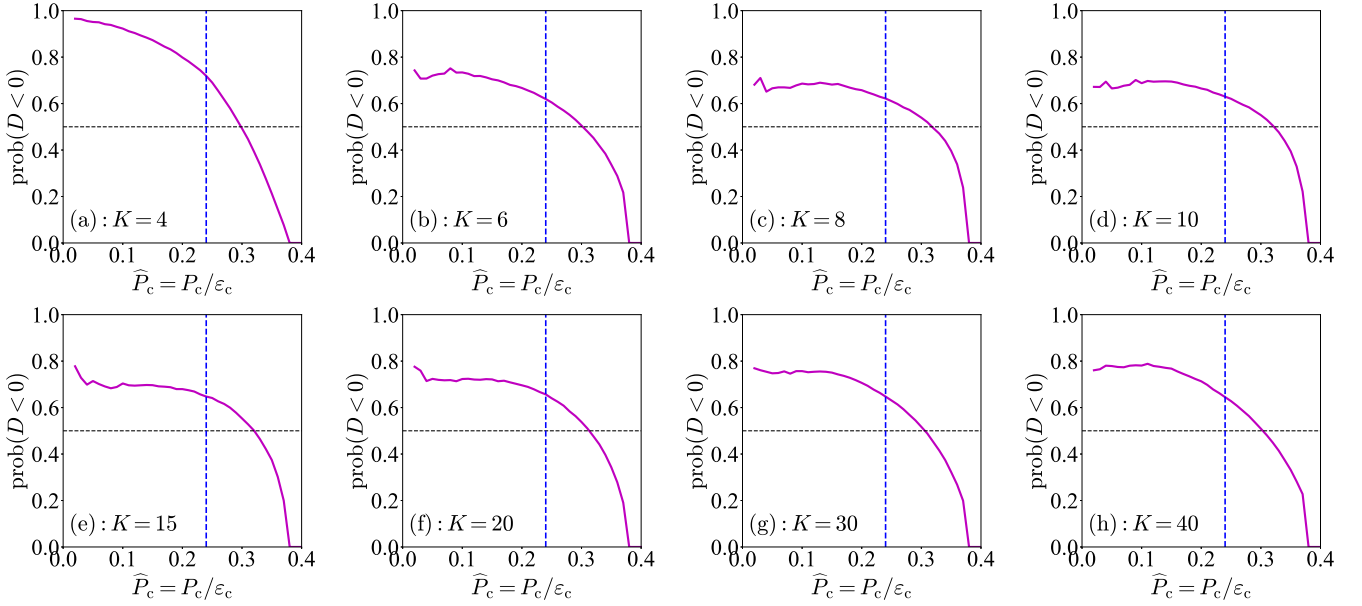 1.0
0.8
0.6
0.4
0.2
0.0
prob(D < 0)
(a): K = 4
0.0 0.1 0.2 0.3 0.4
P̂c = Pc/εc
1.0
0.8
0.6
0.4
0.2
0.0
prob(D < 0)
(b): K = 6
0.0 0.1 0.2 0.3 0.4
P̂c = Pc/εc
1.0
0.8
0.6
0.4
0.2
0.0
prob(D < 0)
(c): K = 8
0.0 0.1 0.2 0.3 0.4
P̂c = Pc/εc
1.0
0.8
0.6
0.4
0.2
0.0
prob(D < 0)
(d): K = 10
0.0 0.1 0.2 0.3 0.4
P̂c = Pc/εc
1.0
0.8
0.6
0.4
0.2
0.0
prob(D < 0)
(e): K = 15
0.0 0.1 0.2 0.3 0.4
P̂c = Pc/εc
1.0
0.8
0.6
0.4
0.2
0.0
prob(D < 0)
(f): K = 20
0.0 0.1 0.2 0.3 0.4
P̂c = Pc/εc
1.0
0.8
0.6
0.4
0.2
0.0
prob(D < 0)
(g): K = 30
0.0 0.1 0.2 0.3 0.4
P̂c = Pc/εc
1.0
0.8
0.6
0.4
0.2
0.0
prob(D < 0)
(h): K = 40
0.0 0.1 0.2 0.3 0.4
P̂c = Pc/εc